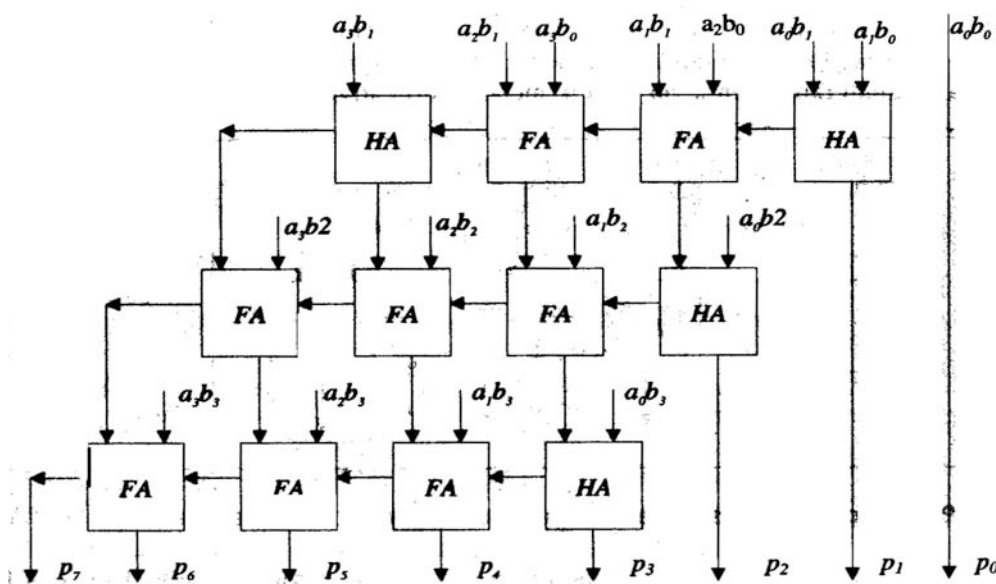 a₃b₁ a₂b₁ a₃b₀ a₁b₁ a₂b₀ a₀b₁ a₁b₀ a₀b₀
HA FA FA HA
a₃b2 a₂b₂ a₁b₂ a₀b2
FA FA FA HA
a₃b₃ a₂b₃ a₁b₃ a₀b₃
FA FA FA HA
p₇ p₆ p₅ p₄ p₃ p₂ p₁ p₀